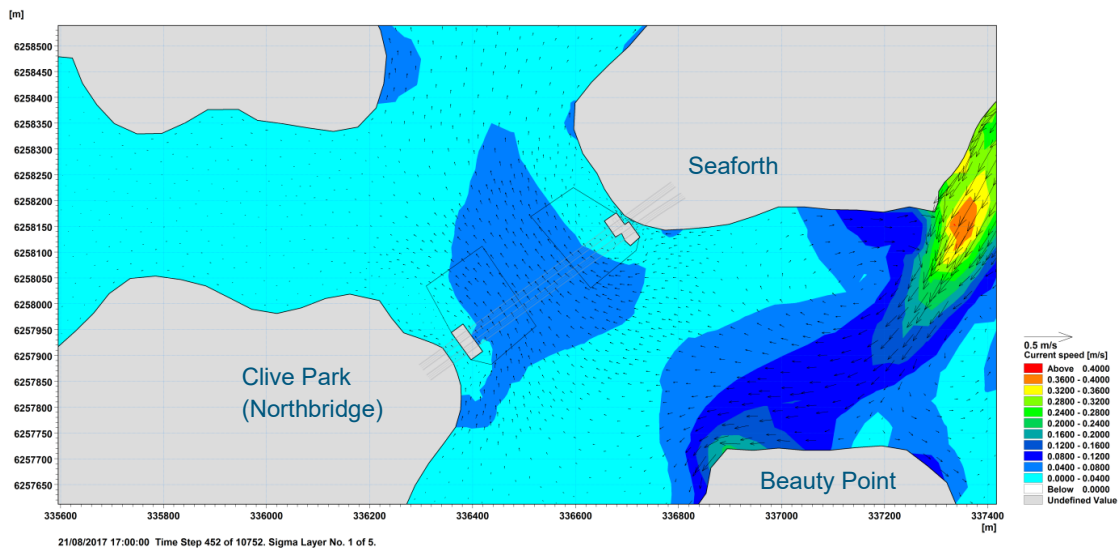 [m]
6258500
6258450
6258400
6258350
6258300
6258250
6258200
6258150
6258100
6258050
6258000
6257950
6257900
6257850
6257800
6257750
6257700
6257650
Seaforth
Clive Park
(Northbridge)
Beauty Point
335600 335800 336000 336200 336400 336600 336800 337000 337200 337400
[m]
0.5 m/s
Current speed [m/s]
Above 0.4000
0.3600 - 0.4000
0.3200 - 0.3600
0.2800 - 0.3200
0.2400 - 0.2800
0.2000 - 0.2400
0.1600 - 0.2000
0.1200 - 0.1600
0.0800 - 0.1200
0.0400 - 0.0800
0.0000 - 0.0400
Below 0.0000
Undefined Value
21/08/2017 17:00:00 Time Step 452 of 10752. Sigma Layer No. 1 of 5.